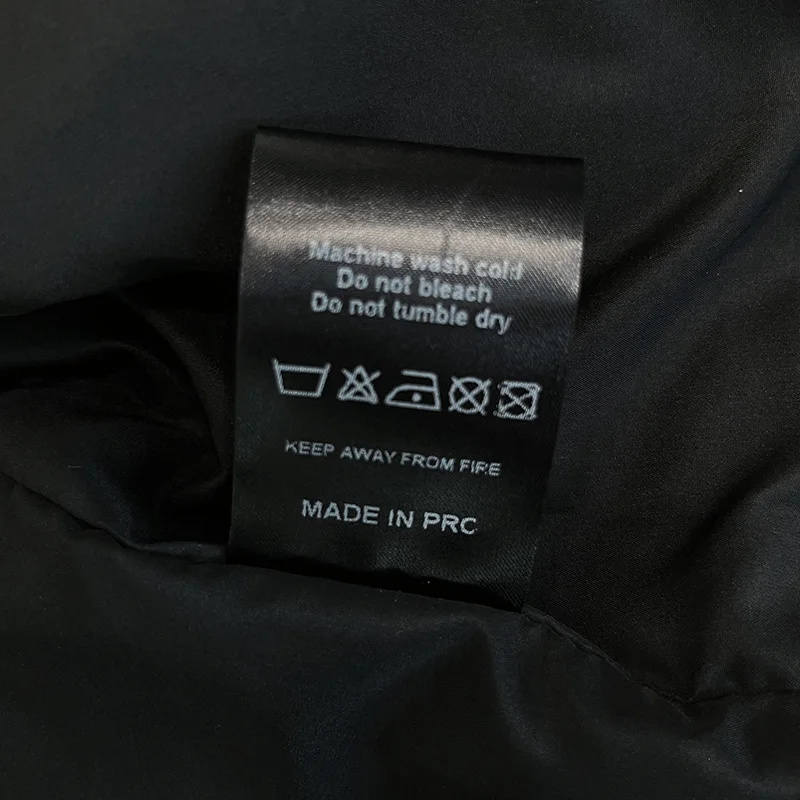 Machine wash cold
Do not bleach
Do not tumble dry
KEEP AWAY FROM FIRE
MADE IN PRC